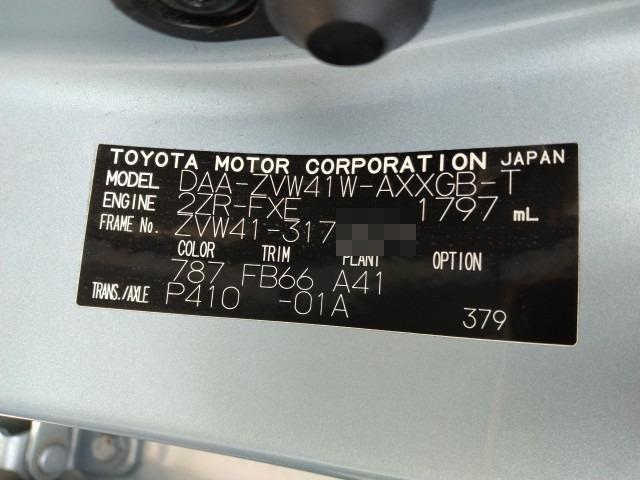 TOYOTA MOTOR CORPORATION JAPAN
MODEL DAA-ZVW41W-AXXGB-T
ENGINE 2ZR-FXE 1797 mL
FRAME No. ZVW41-317
COLOR TRIM PLANT OPTION
787 FB66 A41
TRANS./AXLE P410 -01A
379